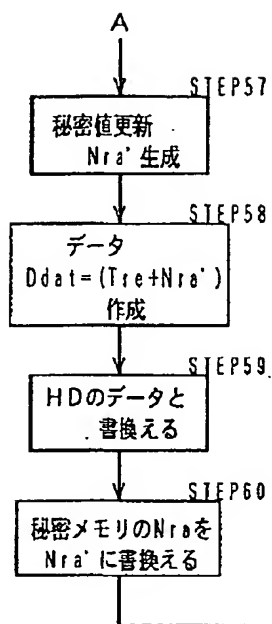 A
STEP57
秘密値更新
Nra' 生成
STEP58
データ
Ddat=(Tre+Nra')
作成
STEP59
HDのデータと
書換える
STEP60
秘密メモリのNraを
Nra' に書換える